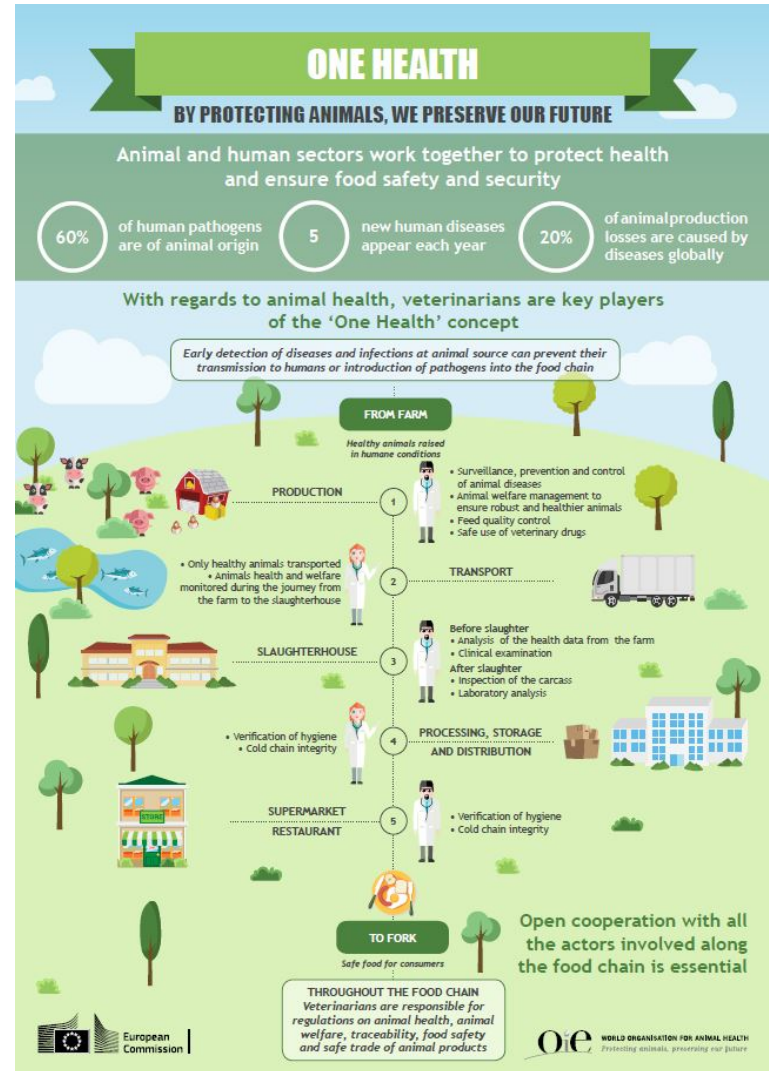 ONE HEALTH
BY PROTECTING ANIMALS, WE PRESERVE OUR FUTURE
Animal and human sectors work together to protect health
and ensure food safety and security
60%
of human pathogens
are of animal origin
5
new human diseases
appear each year
20%
of animal production
losses are caused by
diseases globally
With regards to animal health, veterinarians are key players
of the ‘One Health’ concept
Early detection of diseases and infections at animal source can prevent their
transmission to humans or introduction of pathogens into the food chain
FROM FARM
Healthy animals raised
in humane conditions
PRODUCTION
1
• Surveillance, prevention and control
of animal diseases
• Animal welfare management to
ensure robust and healthier animals
• Feed quality control
• Safe use of veterinary drugs
• Only healthy animals transported
• Animals health and welfare
monitored during the journey from
the farm to the slaughterhouse
2
TRANSPORT
SLAUGHTERHOUSE
3
Before slaughter
• Analysis of the health data from the farm
• Clinical examination
After slaughter
• Inspection of the carcass
• Laboratory analysis
• Verification of hygiene
• Cold chain integrity
4
PROCESSING, STORAGE
AND DISTRIBUTION
STORE
SUPERMARKET
RESTAURANT
5
• Verification of hygiene
• Cold chain integrity
TO FORK
Safe food for consumers
Open cooperation with all
the actors involved along
the food chain is essential
THROUGHOUT THE FOOD CHAIN
Veterinarians are responsible for
regulations on animal health, animal
welfare, traceability, food safety
and safe trade of animal products
European
Commission
Oie
WORLD ORGANISATION FOR ANIMAL HEALTH
Protecting animals, preserving our future